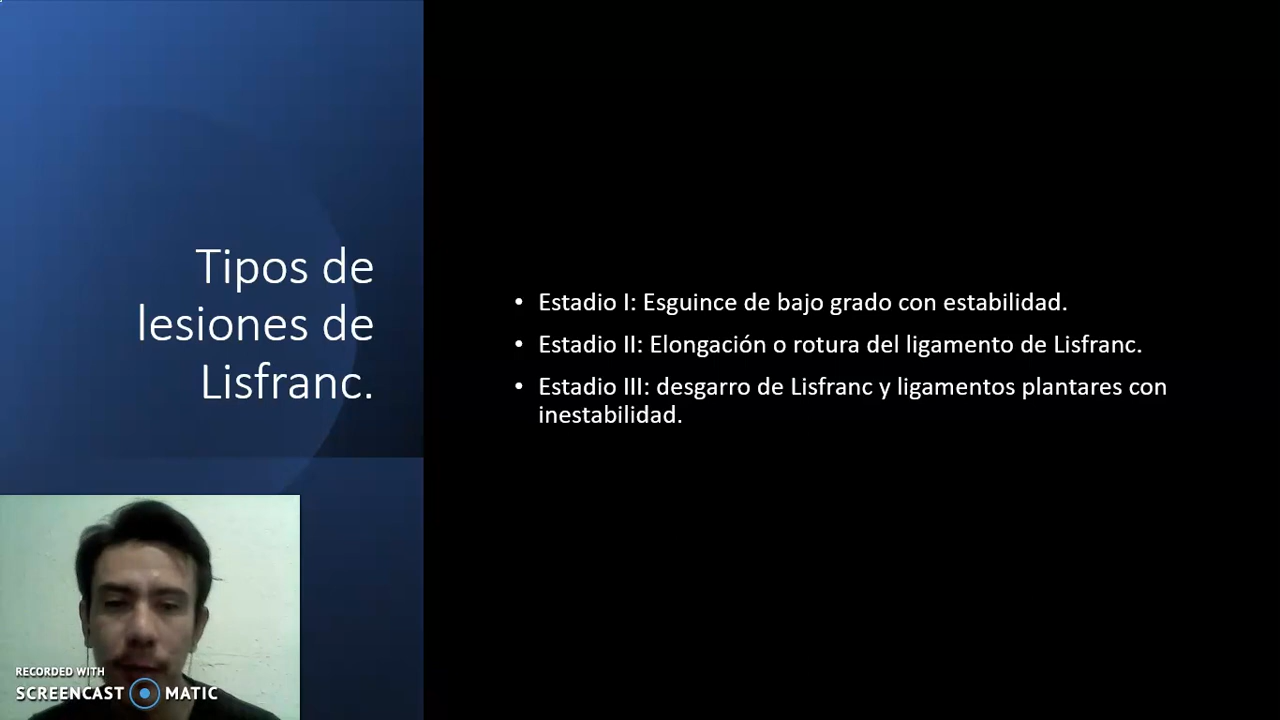 Tipos de
lesiones de
Lisfranc.
• Estadio I: Esguince de bajo grado con estabilidad.
• Estadio II: Elongación o rotura del ligamento de Lisfranc.
• Estadio III: desgarro de Lisfranc y ligamentos plantares con
inestabilidad.
RECORDED WITH
SCREENCAST MATIC